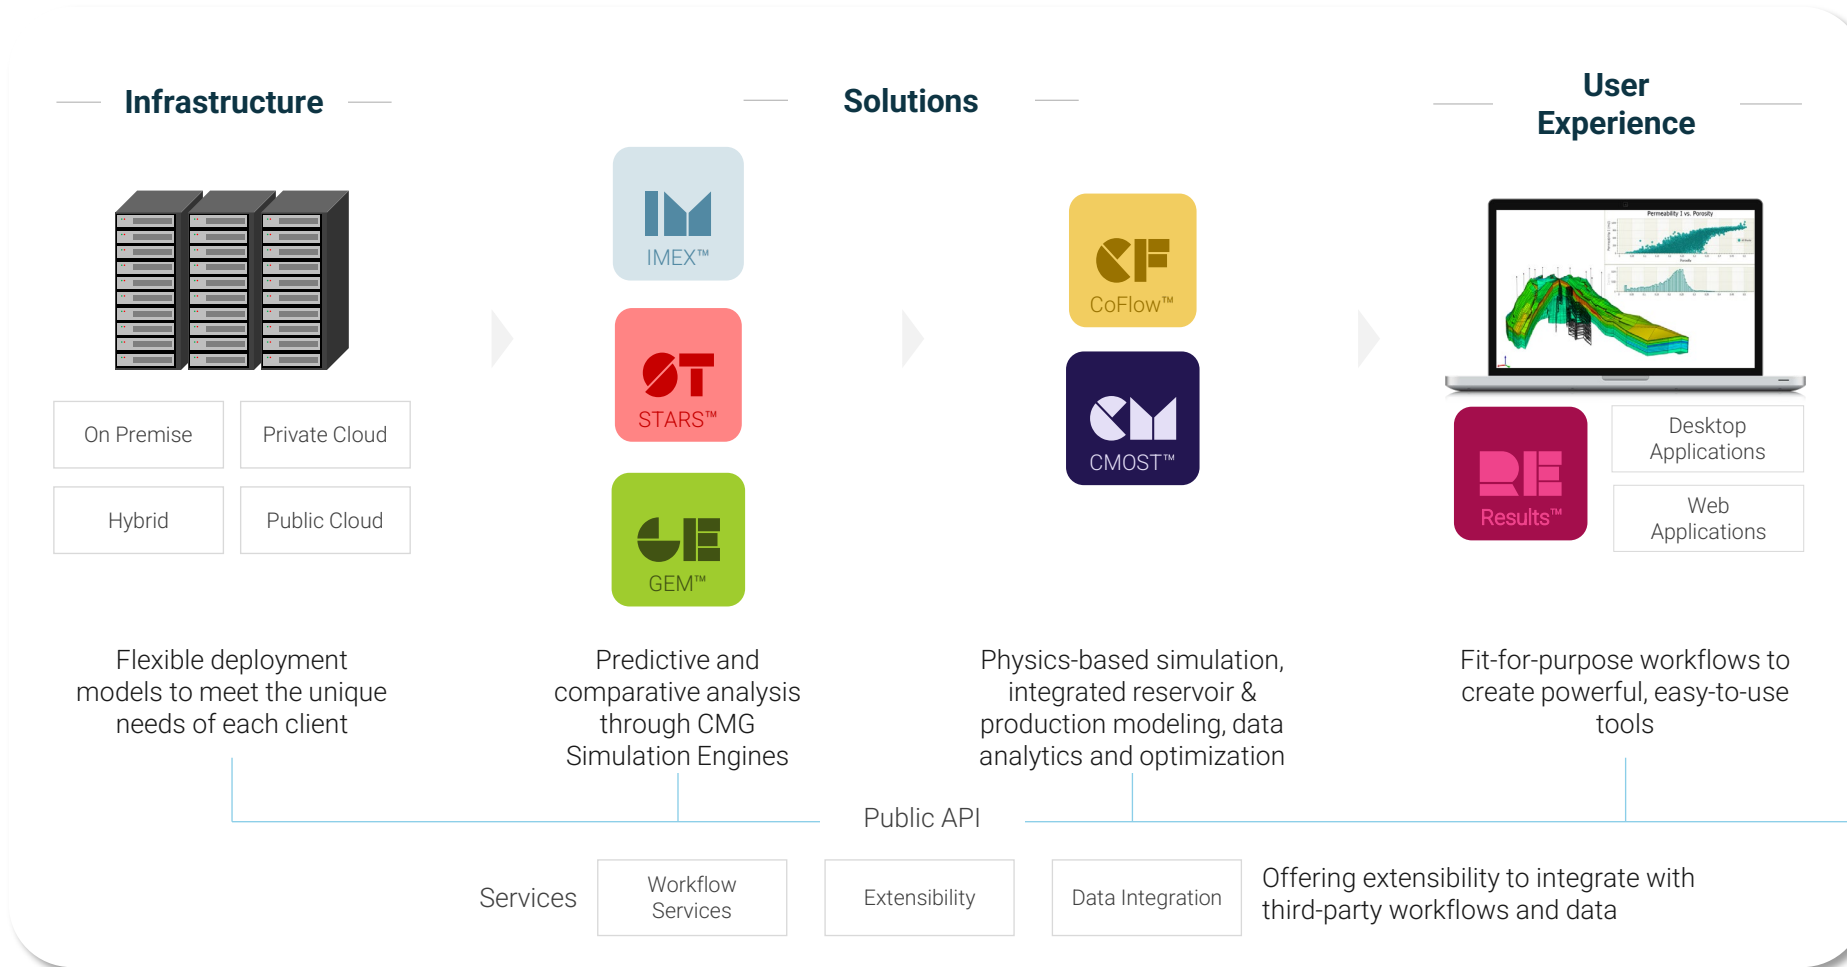 Infrastructure
Solutions
User
Experience
IMEX™
STARS™
GEM™
CoFlow™
CMOST™
Permeability I vs. Porosity
Porosity
On Premise
Private Cloud
Hybrid
Public Cloud
Results™
Desktop
Applications
Web
Applications
Flexible deployment
models to meet the unique
needs of each client
Predictive and
comparative analysis
through CMG
Simulation Engines
Physics-based simulation,
integrated reservoir &
production modeling, data
analytics and optimization
Fit-for-purpose workflows to
create powerful, easy-to-use
tools
Public API
Services
Workflow
Services
Extensibility
Data Integration
Offering extensibility to integrate with
third-party workflows and data